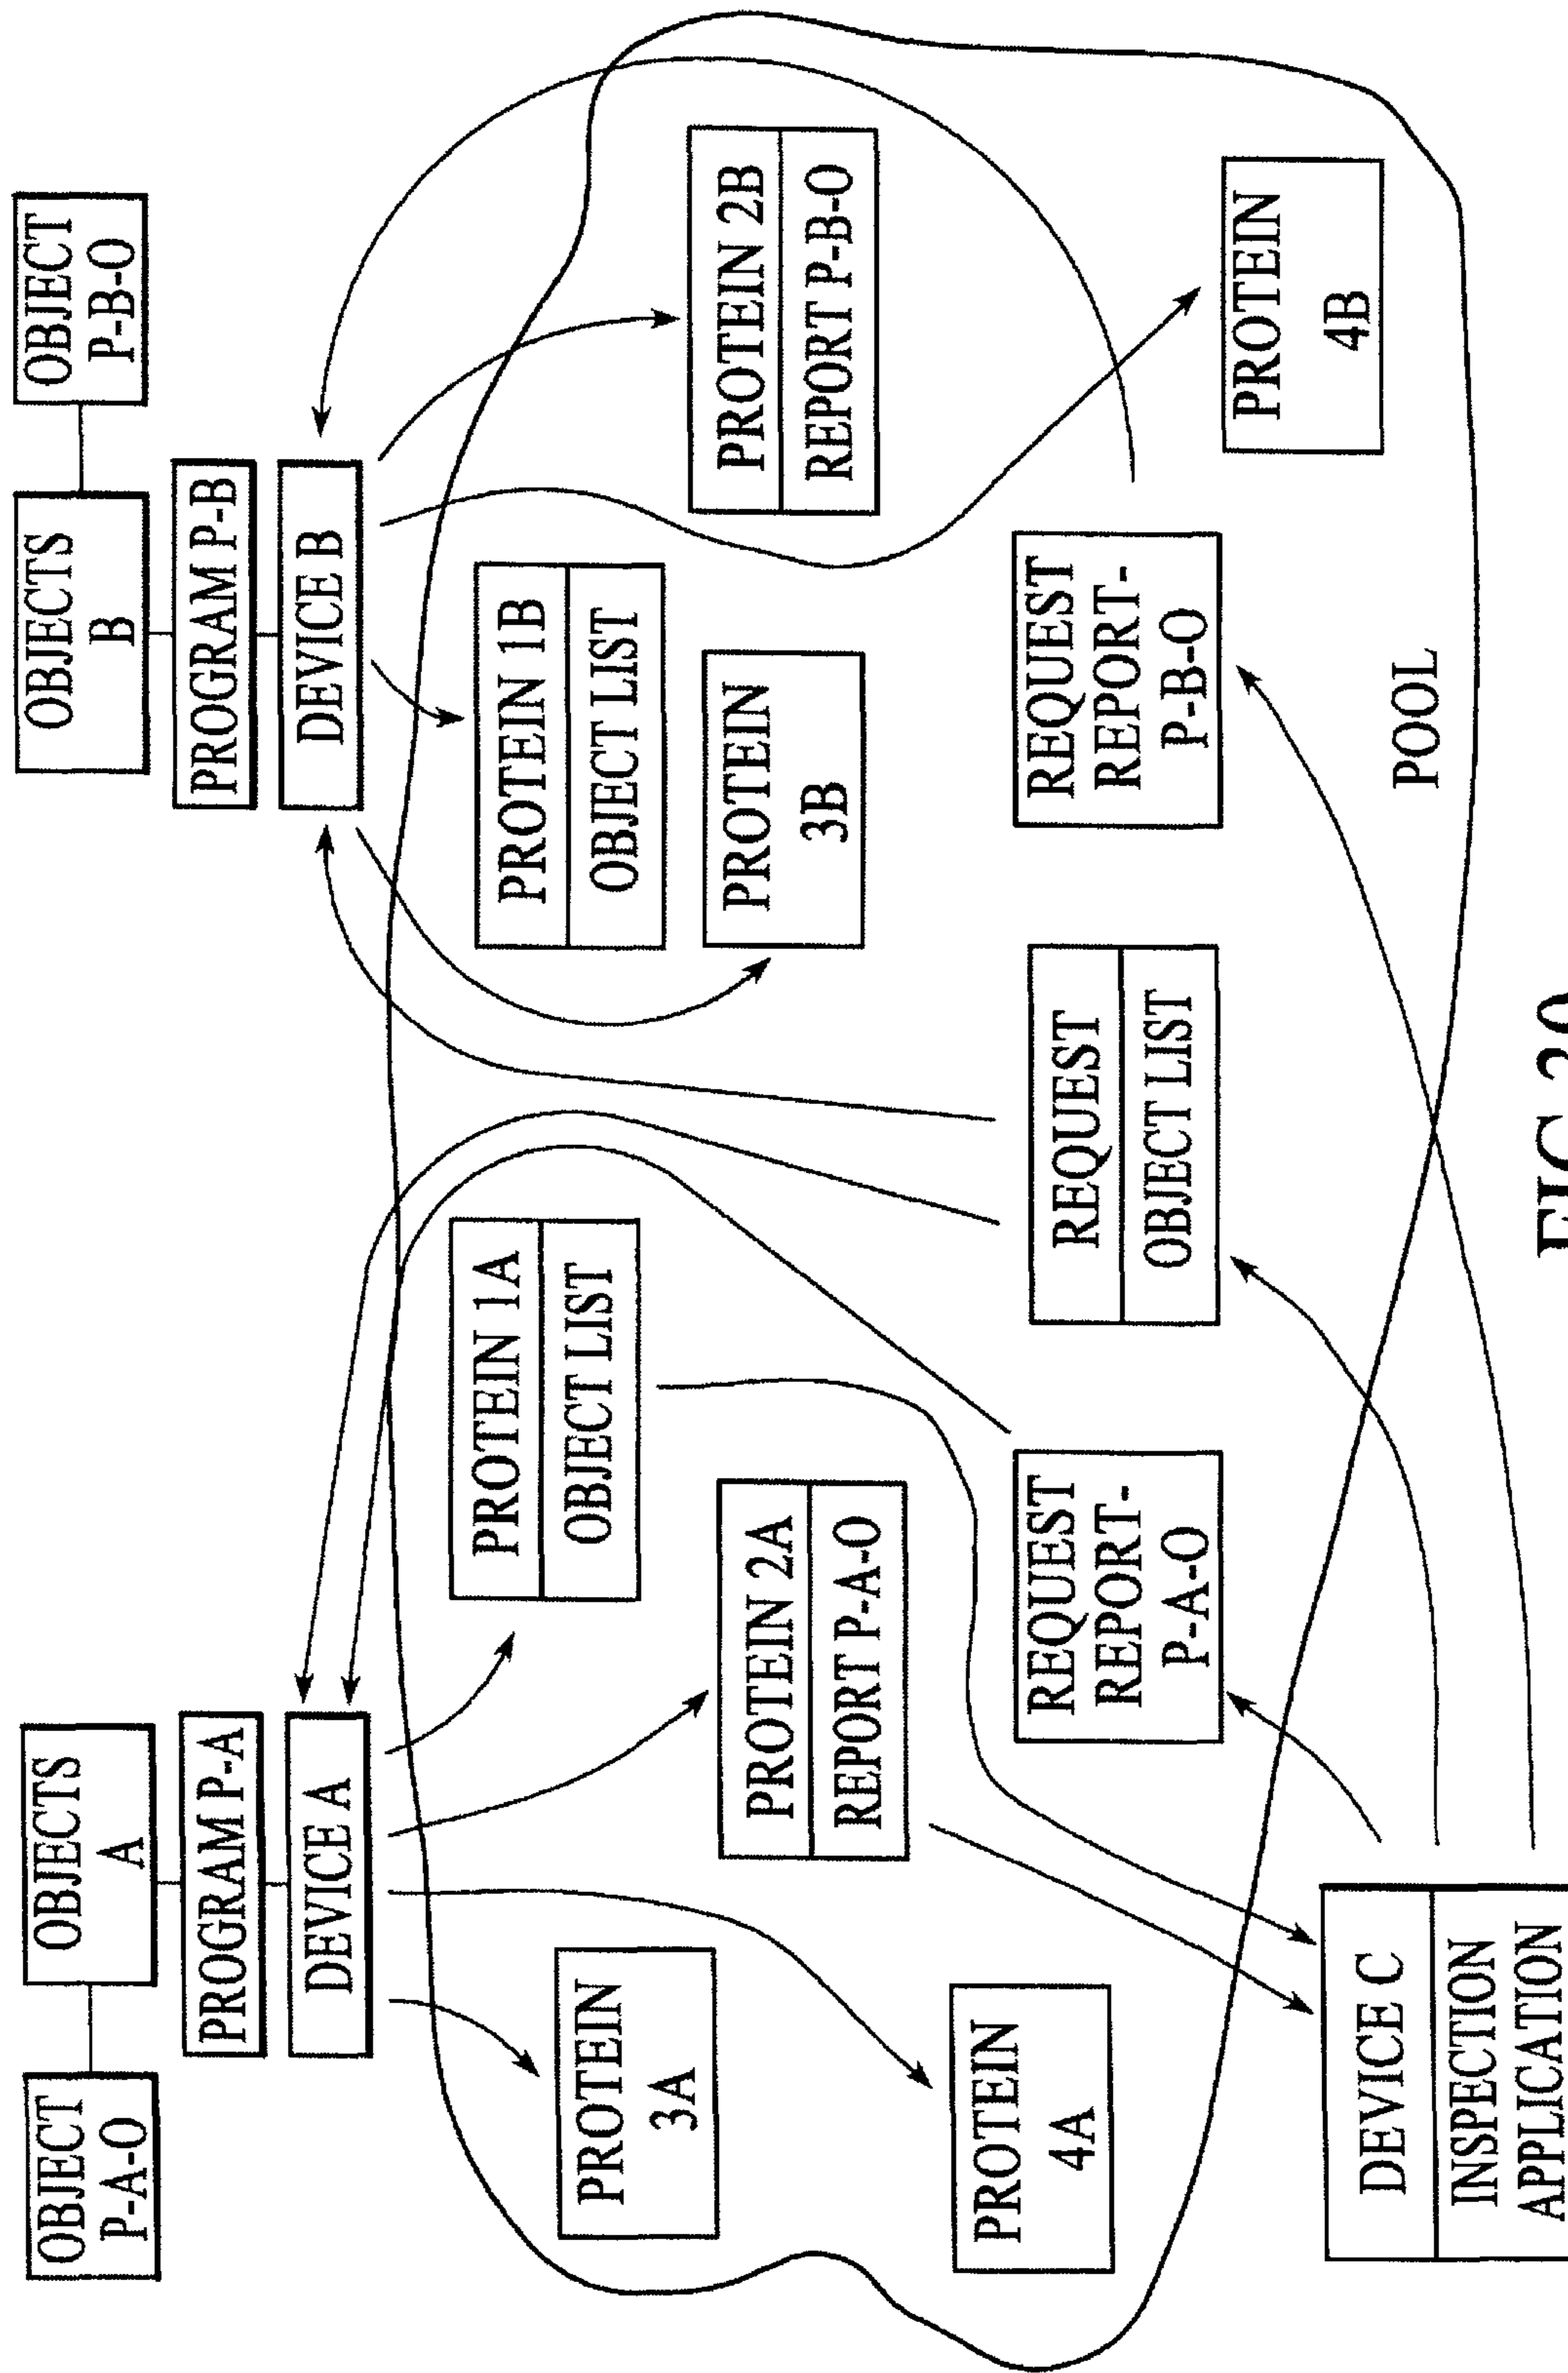 OBJECT
P-A-O
OBJECTS
A
PROGRAM P-A
DEVICE A
OBJECTS
B
OBJECT
P-B-O
PROGRAM P-B
DEVICE B
PROTEIN
3A
PROTEIN 1A
OBJECT LIST
PROTEIN 1B
OBJECT LIST
PROTEIN 2A
REPORT P-A-O
PROTEIN
3B
PROTEIN 2B
REPORT P-B-O
PROTEIN
4A
REQUEST
REPORT-
P-A-O
REQUEST
OBJECT LIST
REQUEST
REPORT-
P-B-O
PROTEIN
4B
POOL
DEVICE C
INSPECTION
APPLICATION